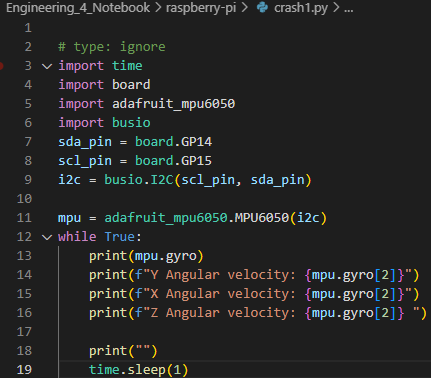 Engineering_4_Notebook > raspberry-pi > crash1.py > ...
1
2 # type: ignore
3 import time
4 import board
5 import adafruit_mpu6050
6 import busio
7 sda_pin = board.GP14
8 scl_pin = board.GP15
9 i2c = busio.I2C(scl_pin, sda_pin)
10
11 mpu = adafruit_mpu6050.MPU6050(i2c)
12 while True:
13     print(mpu.gyro)
14     print(f"Y Angular velocity: {mpu.gyro[2]}")
15     print(f"X Angular velocity: {mpu.gyro[2]}")
16     print(f"Z Angular velocity: {mpu.gyro[2]} ")
17
18     print("")
19     time.sleep(1)